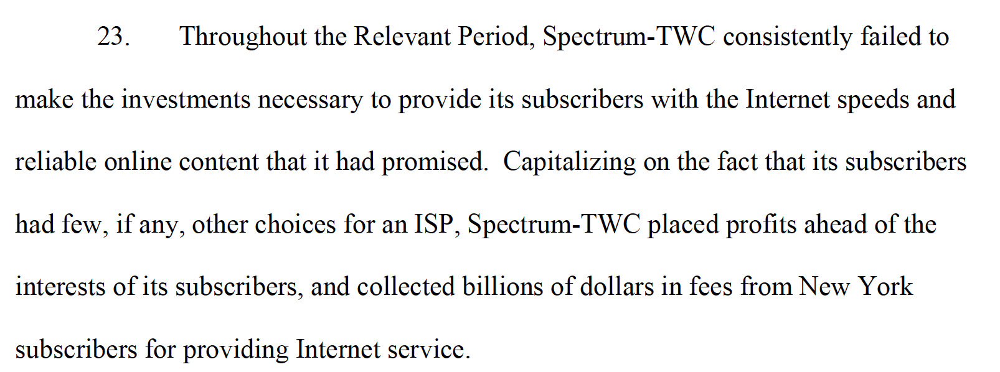 23. Throughout the Relevant Period, Spectrum-TWC consistently failed to
make the investments necessary to provide its subscribers with the Internet speeds and
reliable online content that it had promised.  Capitalizing on the fact that its subscribers
had few, if any, other choices for an ISP, Spectrum-TWC placed profits ahead of the
interests of its subscribers, and collected billions of dollars in fees from New York
subscribers for providing Internet service.